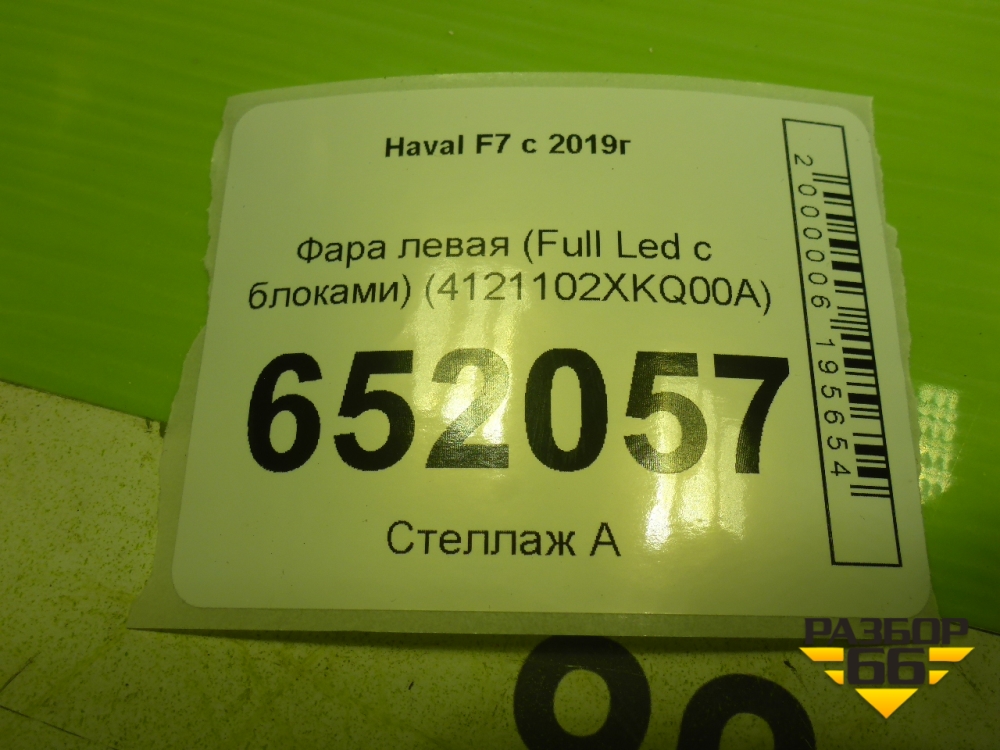 Haval F7 с 2019г
Фара левая (Full Led с
блоками) (4121102XKQ00A)
652057
Стеллаж А
2000006195654
РАЗБОР
66